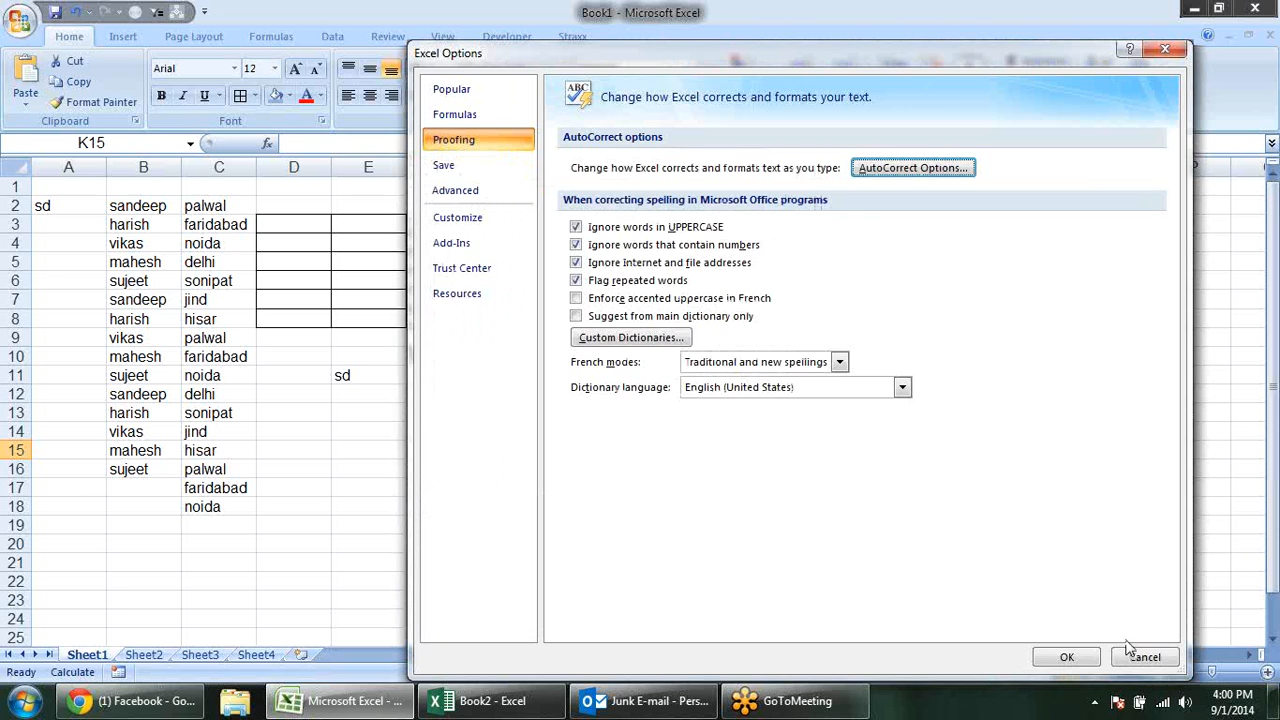 Book1 - Microsoft Excel
Home Insert Page Layout Formulas Data Review View Developer Straxx
Paste
Cut
Copy
Format Painter
Clipboard
Arial 12
B I U A
Font
K15 fx
Excel Options
Popular
Formulas
Proofing
Save
Advanced
Customize
Add-Ins
Trust Center
Resources
ABC Change how Excel corrects and formats your text.
AutoCorrect options
Change how Excel corrects and formats text as you type: AutoCorrect Options...
When correcting spelling in Microsoft Office programs
Ignore words in UPPERCASE
Ignore words that contain numbers
Ignore Internet and file addresses
Flag repeated words
Enforce accented uppercase in French
Suggest from main dictionary only
Custom Dictionaries...
French modes: Traditional and new spellings
Dictionary language: English (United States)
OK Cancel
A B C D E
1
2 sd sandeep palwal
3 harish faridabad
4 vikas noida
5 mahesh delhi
6 sujeet sonipat
7 sandeep jind
8 harish hisar
9 vikas palwal
10 mahesh faridabad
11 sujeet noida sd
12 sandeep delhi
13 harish sonipat
14 vikas jind
15 mahesh hisar
16 sujeet palwal
17 faridabad
18 noida
19
20
21
22
23
24
25
Sheet1 Sheet2 Sheet3 Sheet4
Ready Calculate
(1) Facebook - Go...
Microsoft Excel - ...
Book2 - Excel
Junk E-mail - Pers...
GoToMeeting
4:00 PM
9/1/2014